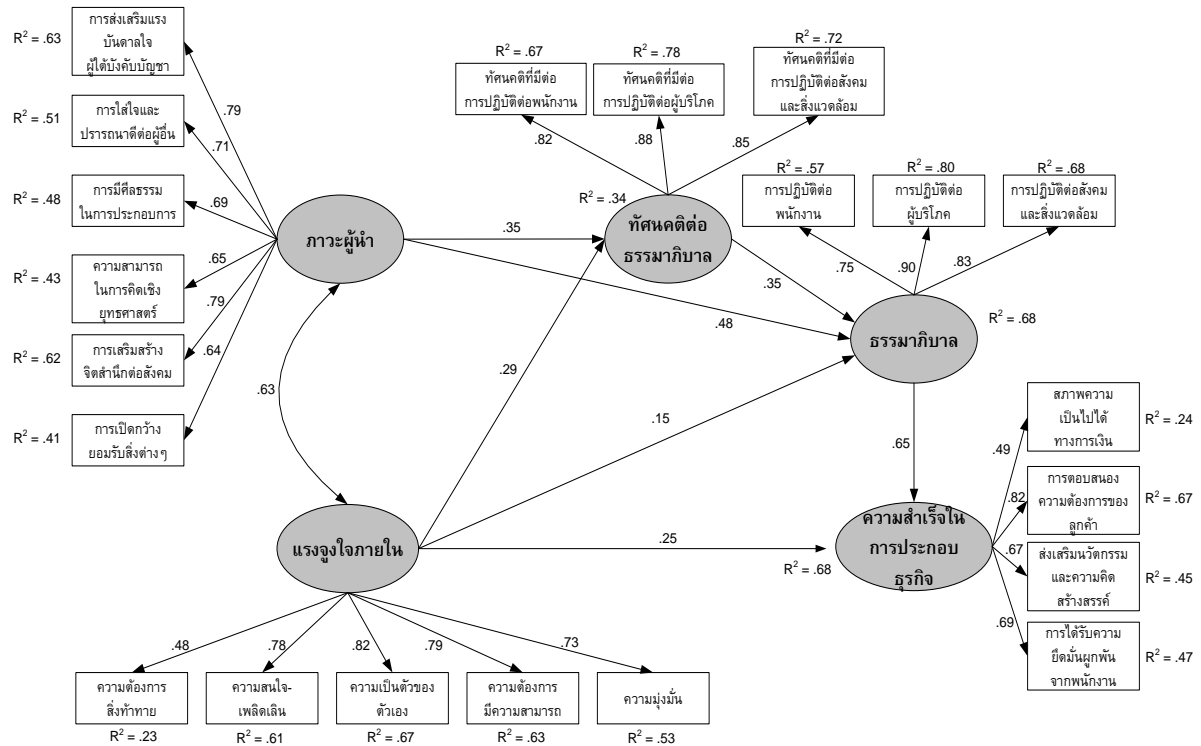 R² = .63
การส่งเสริมแรง
บันดาลใจ
ผู้ใต้บังคับบัญชา
.79
R² = .51
การใส่ใจและ
ปรารถนาดีต่อผู้อื่น
.71
R² = .48
การมีศีลธรรม
ในการประกอบการ
.69
R² = .43
ความสามารถ
ในการคิดเชิง
ยุทธศาสตร์
.65
R² = .62
การเสริมสร้าง
จิตสำนึกต่อสังคม
.79
R² = .41
การเปิดกว้าง
ยอมรับสิ่งต่างๆ
.64
ภาวะผู้นำ
.35
.48
.63
R² = .67
ทัศนคติที่มีต่อ
การปฏิบัติต่อพนักงาน
.82
R² = .78
ทัศนคติที่มีต่อ
การปฏิบัติต่อผู้บริโภค
.88
R² = .72
ทัศนคติที่มีต่อ
การปฏิบัติต่อสังคม
และสิ่งแวดล้อม
.85
R² = .34
ทัศนคติต่อ
ธรรมาภิบาล
.35
R² = .57
การปฏิบัติต่อ
พนักงาน
.75
R² = .80
การปฏิบัติต่อ
ผู้บริโภค
.90
R² = .68
การปฏิบัติต่อสังคม
และสิ่งแวดล้อม
.83
ธรรมาภิบาล
R² = .68
.65
แรงจูงใจภายใน
.29
.15
.25
R² = .68
ความสำเร็จใน
การประกอบ
ธุรกิจ
.49
สภาพความ
เป็นไปได้
ทางการเงิน
R² = .24
.82
การตอบสนอง
ความต้องการของ
ลูกค้า
R² = .67
.67
ส่งเสริมนวัตกรรม
และความคิด
สร้างสรรค์
R² = .45
.69
การได้รับความ
ยึดมั่นผูกพัน
จากพนักงาน
R² = .47
.48
ความต้องการ
สิ่งท้าทาย
R² = .23
.78
ความสนใจ-
เพลิดเลิน
R² = .61
.82
ความเป็นตัวของ
ตัวเอง
R² = .67
.79
ความต้องการ
มีความสามารถ
R² = .63
.73
ความมุ่งมั่น
R² = .53